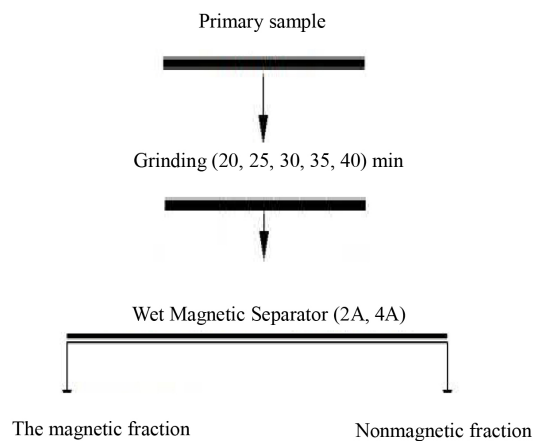 Primary sample
Grinding (20, 25, 30, 35, 40) min
Wet Magnetic Separator (2A, 4A)
The magnetic fraction
Nonmagnetic fraction